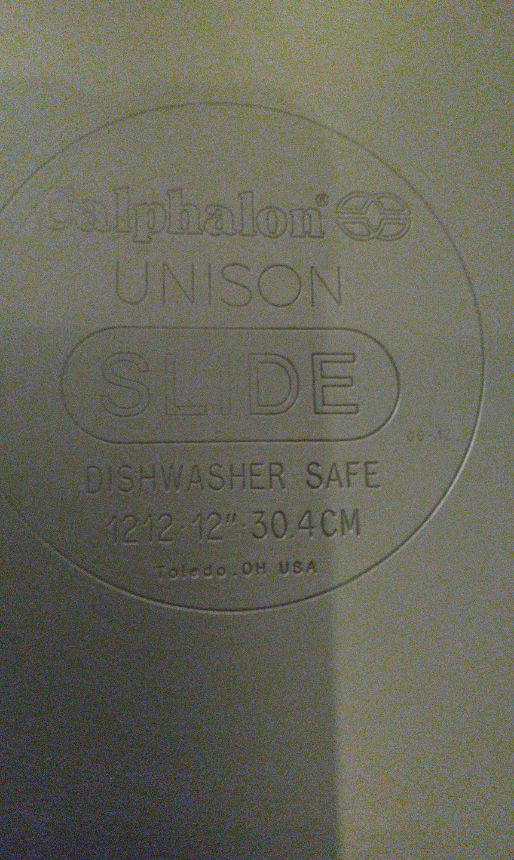 Calphalon®
UNISON
SLIDE
DISHWASHER SAFE
1212·12"·30.4CM
Toledo.OH USA